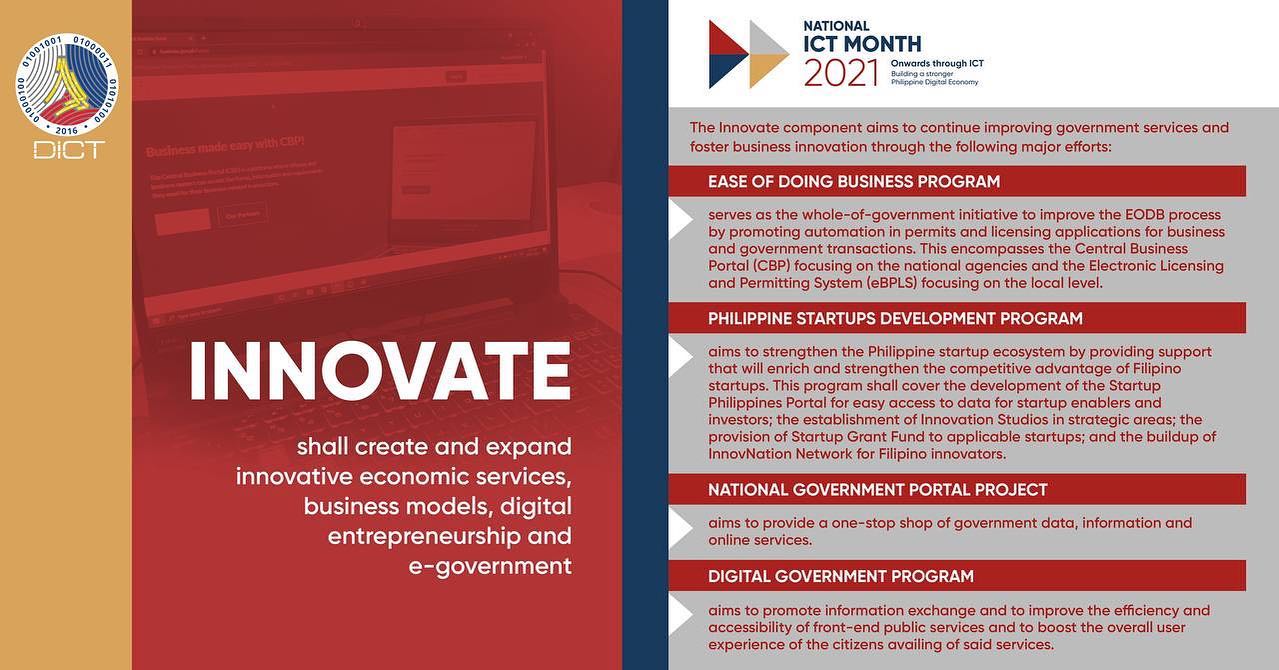 01001001 01000011 01010100 01000100
• 2016 •
DICT
Business made easy with CBP!
Our Partners
INNOVATE
shall create and expand
innovative economic services,
business models, digital
entrepreneurship and
e-government
NATIONAL
ICT MONTH
2021
Onwards through ICT
Building a stronger
Philippine Digital Economy
The Innovate component aims to continue improving government services and
foster business innovation through the following major efforts:
EASE OF DOING BUSINESS PROGRAM
serves as the whole-of-government initiative to improve the EODB process
by promoting automation in permits and licensing applications for business
and government transactions. This encompasses the Central Business
Portal (CBP) focusing on the national agencies and the Electronic Licensing
and Permitting System (eBPLS) focusing on the local level.
PHILIPPINE STARTUPS DEVELOPMENT PROGRAM
aims to strengthen the Philippine startup ecosystem by providing support
that will enrich and strengthen the competitive advantage of Filipino
startups. This program shall cover the development of the Startup
Philippines Portal for easy access to data for startup enablers and
investors; the establishment of Innovation Studios in strategic areas; the
provision of Startup Grant Fund to applicable startups; and the buildup of
InnovNation Network for Filipino innovators.
NATIONAL GOVERNMENT PORTAL PROJECT
aims to provide a one-stop shop of government data, information and
online services.
DIGITAL GOVERNMENT PROGRAM
aims to promote information exchange and to improve the efficiency and
accessibility of front-end public services and to boost the overall user
experience of the citizens availing of said services.